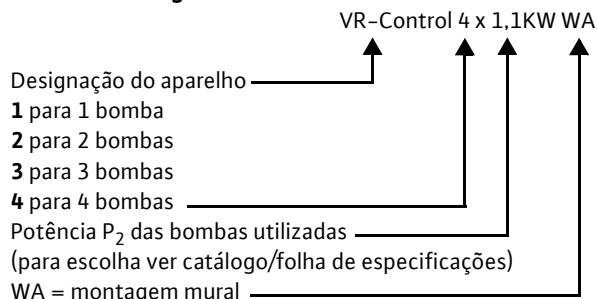 VR-Control 4 x 1,1KW WA
Designação do aparelho
1 para 1 bomba
2 para 2 bombas
3 para 3 bombas
4 para 4 bombas
Potência P2 das bombas utilizadas
(para escolha ver catálogo/folha de especificações)
WA = montagem mural